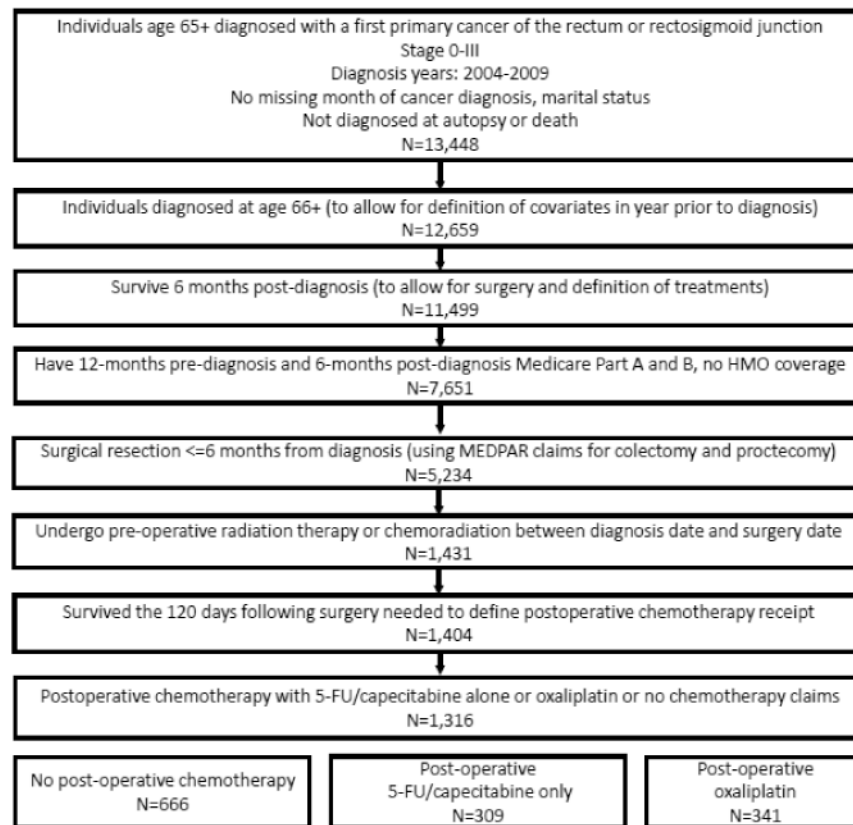 Individuals age 65+ diagnosed with a first primary cancer of the rectum or rectosigmoid junction
Stage 0-III
Diagnosis years: 2004-2009
No missing month of cancer diagnosis, marital status
Not diagnosed at autopsy or death
N=13,448
Individuals diagnosed at age 66+ (to allow for definition of covariates in year prior to diagnosis)
N=12,659
Survive 6 months post-diagnosis (to allow for surgery and definition of treatments)
N=11,499
Have 12-months pre-diagnosis and 6-months post-diagnosis Medicare Part A and B, no HMO coverage
N=7,651
Surgical resection <=6 months from diagnosis (using MEDPAR claims for colectomy and proctecomy)
N=5,234
Undergo pre-operative radiation therapy or chemoradiation between diagnosis date and surgery date
N=1,431
Survived the 120 days following surgery needed to define postoperative chemotherapy receipt
N=1,404
Postoperative chemotherapy with 5-FU/capecitabine alone or oxaliplatin or no chemotherapy claims
N=1,316
No post-operative chemotherapy
N=666
Post-operative
5-FU/capecitabine only
N=309
Post-operative
oxaliplatin
N=341